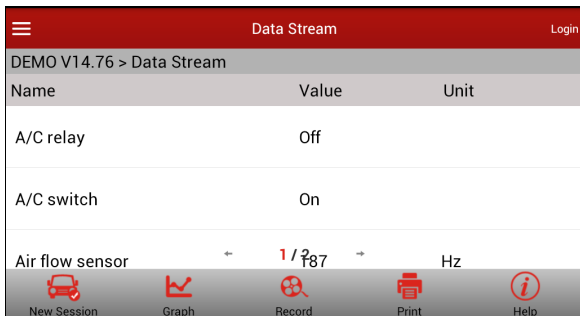 Data Stream Login
DEMO V14.76 > Data Stream
Name Value Unit
A/C relay Off
A/C switch On
Air flow sensor 187 Hz
← 1 / 2 →
New Session Graph Record Print Help